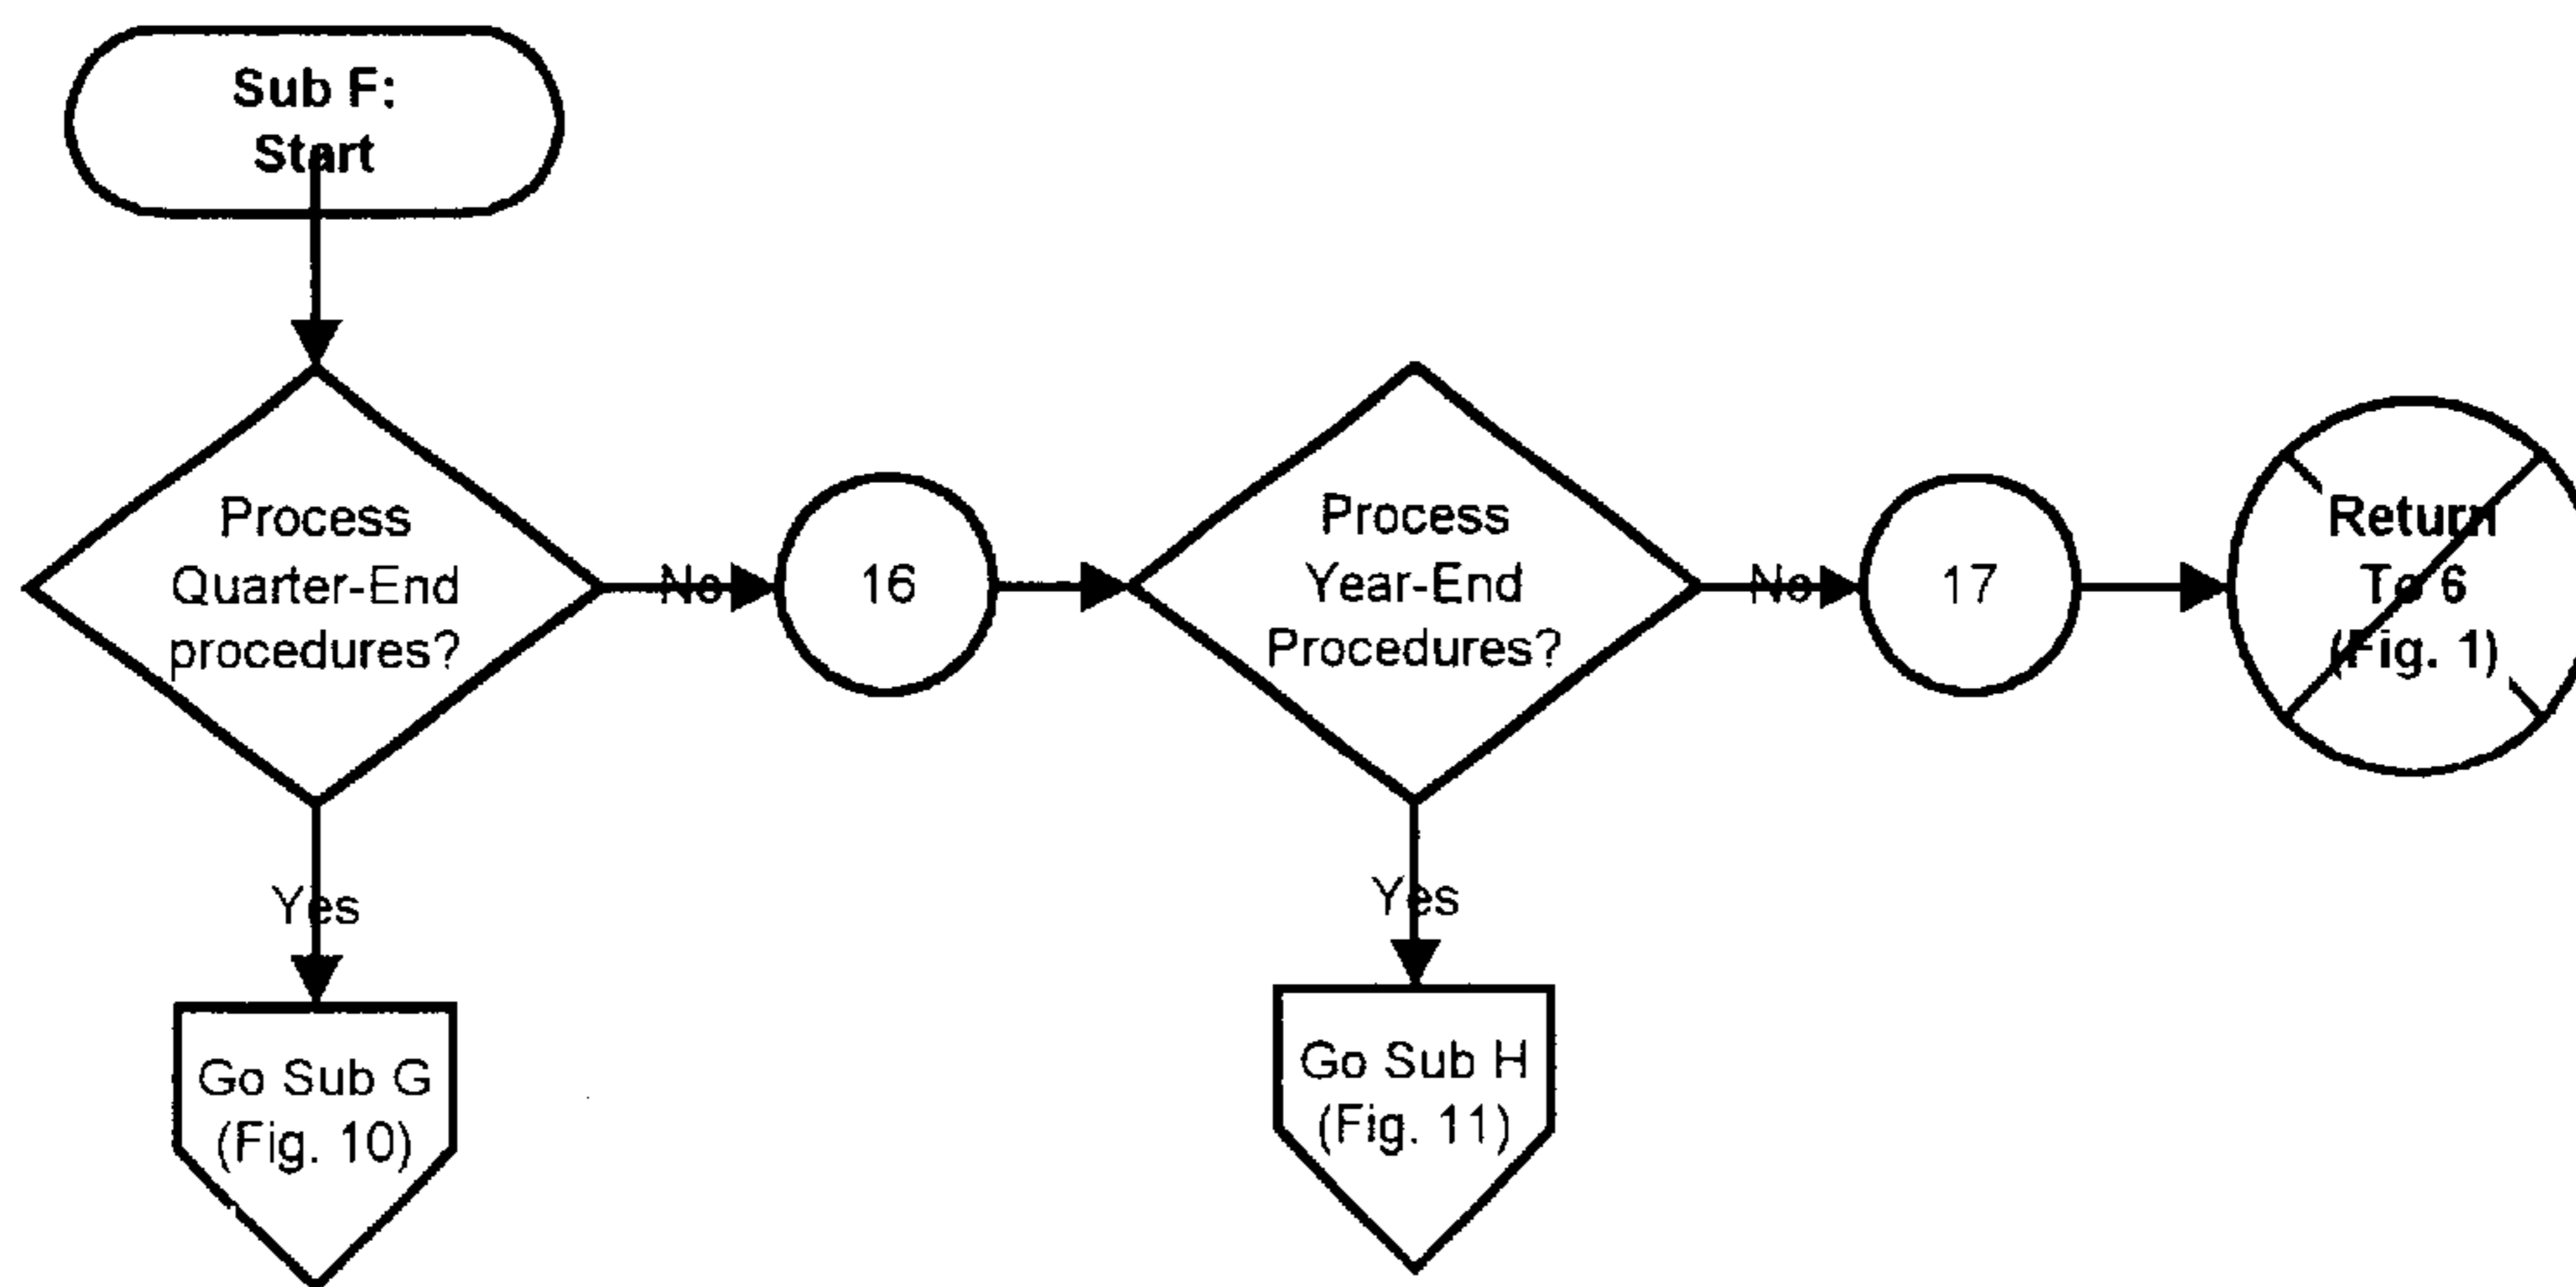 Sub F:
Start
Process
Quarter-End
procedures?
No
16
Process
Year-End
Procedures?
No
17
Return
To 6
(Fig. 1)
Yes
Yes
Go Sub G
(Fig. 10)
Go Sub H
(Fig. 11)